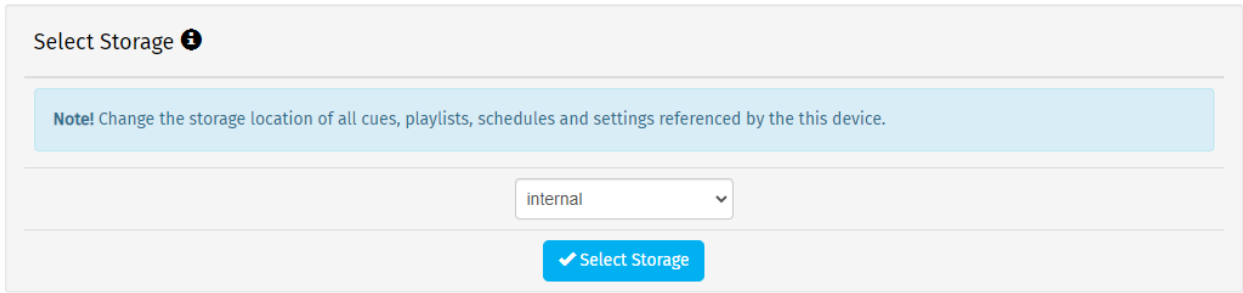 Select Storage
Note! Change the storage location of all cues, playlists, schedules and settings referenced by the this device.
internal
Select Storage